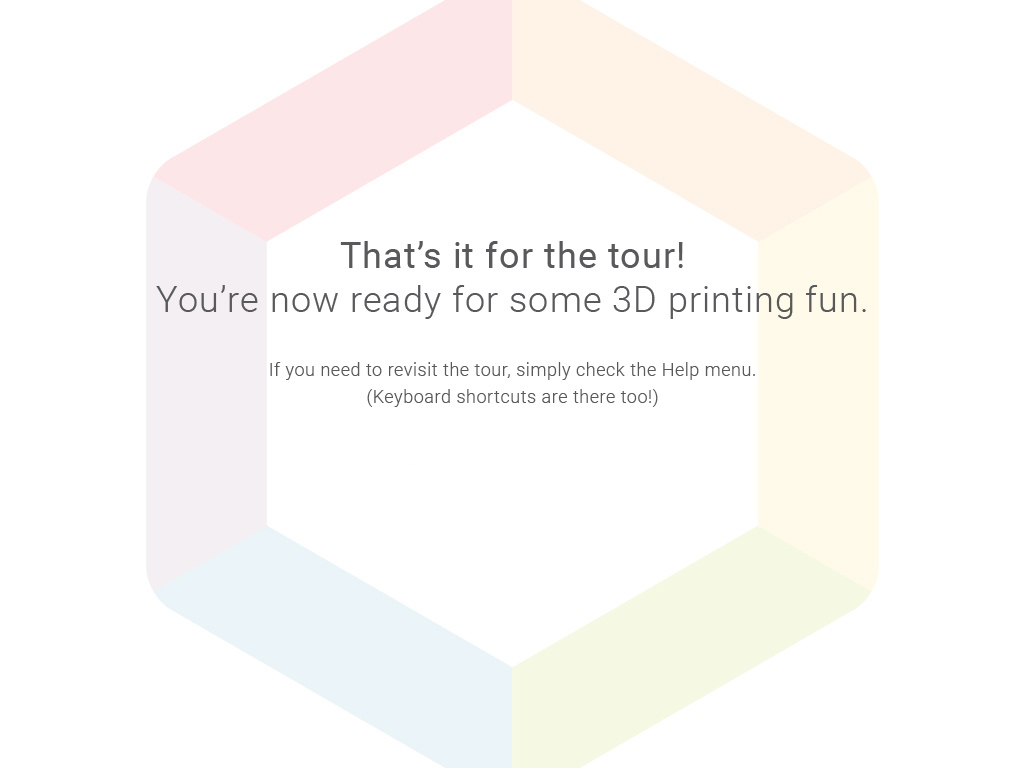 That’s it for the tour!
You’re now ready for some 3D printing fun.
If you need to revisit the tour, simply check the Help menu.
(Keyboard shortcuts are there too!)